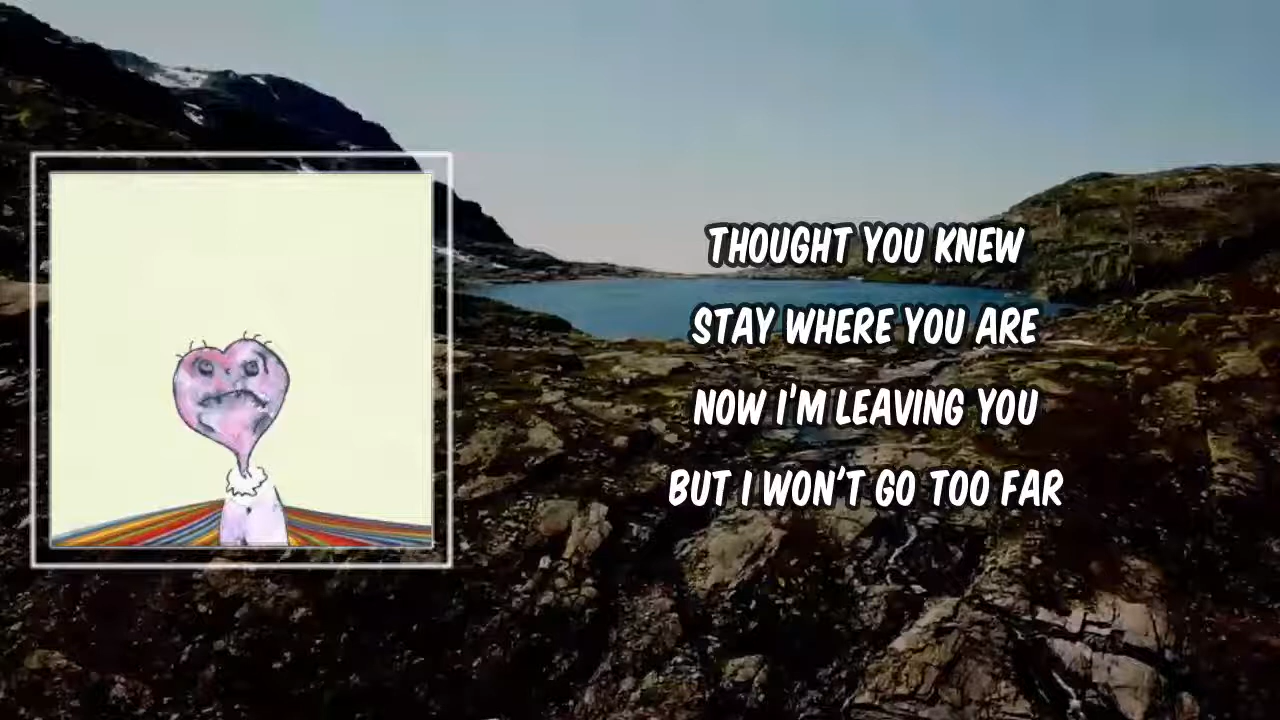 THOUGHT YOU KNEW
STAY WHERE YOU ARE
NOW I'M LEAVING YOU
BUT I WON'T GO TOO FAR